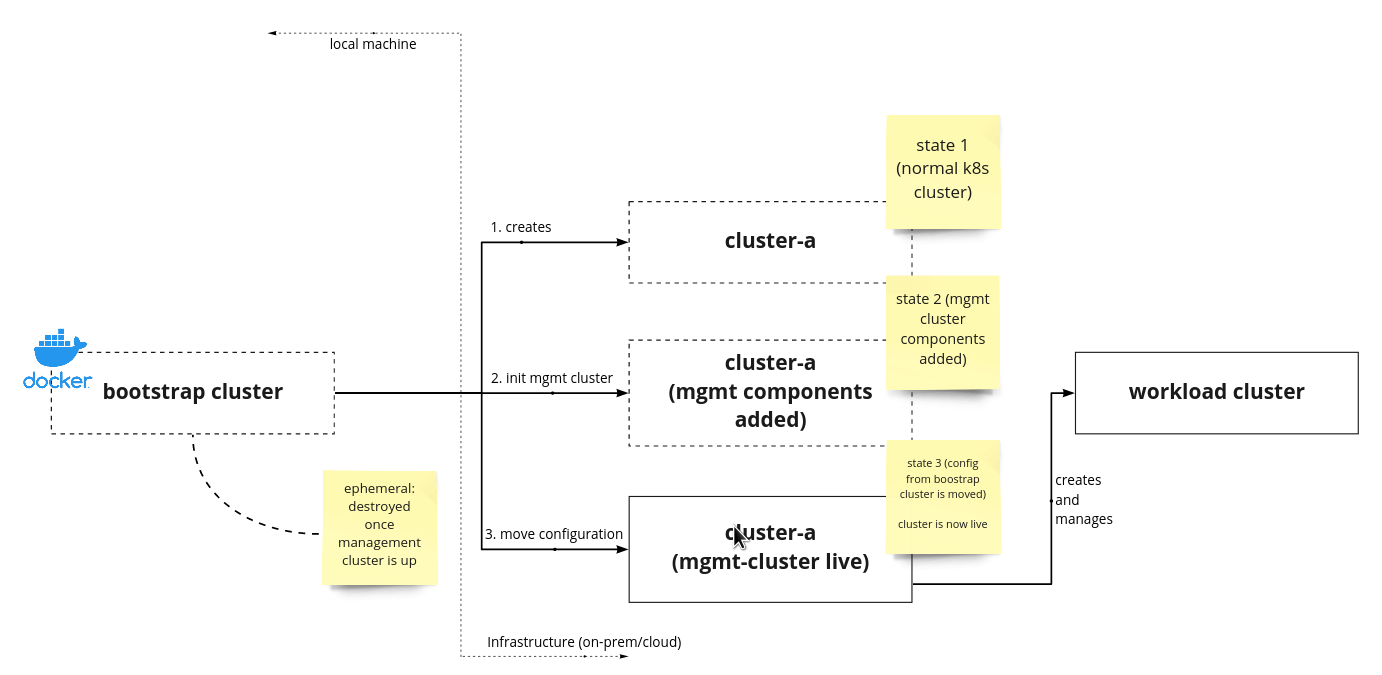 local machine
state 1
(normal k8s
cluster)
1. creates
cluster-a
state 2 (mgmt
cluster
components
added)
docker
bootstrap cluster
2. init mgmt cluster
cluster-a
(mgmt components
added)
workload cluster
ephemeral:
destroyed
once
management
cluster is up
3. move configuration
cluster-a
(mgmt-cluster live)
state 3 (config
from boostrap
cluster is moved)
cluster is now live
creates
and
manages
Infrastructure (on-prem/cloud)